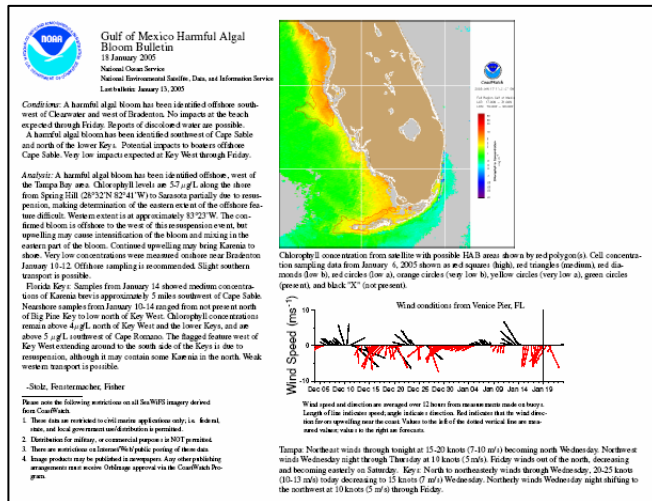 NOAA
Gulf of Mexico Harmful Algal
Bloom Bulletin
18 January 2005
National Ocean Service
National Environmental Satellite, Data, and Information Service
Last bulletin: January 13, 2005
Conditions: A harmful algal bloom has been identified offshore south-
west of Clearwater and west of Bradenton. No impacts at the beach
expected through Friday. Reports of discolored water are possible.
A harmful algal bloom has been identified southwest of Cape Sable
and north of the lower Keys. Potential impacts to boaters offshore
Cape Sable. Very low impacts expected at Key West through Friday.
Analysis: A harmful algal bloom has been identified offshore, west of
the Tampa Bay area. Chlorophyll levels are 5-7 µg/L along the shore
from Spring Hill (28°32'N 82°41'W) to Sarasota partially due to resus-
pension, making determination of the eastern extent of the offshore fea-
ture difficult. Western extent is at approximately 83°23'W. The con-
firmed bloom is offshore to the west of this resuspension event, but
upwelling may cause intensification of the bloom and mixing in the
eastern part of the bloom. Continued upwelling may bring Karenia to
shore. Very low concentrations were measured onshore near Bradenton
January 10-12. Offshore sampling is recommended. Slight southern
transport is possible.
Florida Keys: Samples from January 14 showed medium concentra-
tions of Karenia brevis approximately 5 miles southwest of Cape Sable.
Nearshore samples from January 10-14 ranged from not present north
of Big Pine Key to low north of Key West. Chlorophyll concentrations
remain above 4µg/L north of Key West and the lower Keys, and are
above 5 µg/L southwest of Cape Romano. The flagged feature west of
Key West extending around to the south side of the Keys is due to
resuspension, although it may contain some Karenia in the north. Weak
western transport is possible.
-Stolz, Fenstermacher, Fisher
Please note the following restrictions on all SeaWiFS imagery derived
from CoastWatch.
1. These data are restricted to civil marine applications only; i.e. federal,
state, and local government use/distribution is permitted.
2. Distribution for military, or commercial purposes is NOT permitted.
3. There are restrictions on Internet/Web/public posting of these data.
4. Image products may be published in newspapers. Any other publishing
arrangements must receive OrbImage approval via the CoastWatch Pro-
gram.
CoastWatch
Chlorophyll concentration from satellite with possible HAB areas shown by red polygon(s). Cell concen-
tration sampling data from January 6, 2005 shown as red squares (high), red triangles (medium), red dia-
monds (low b), red circles (low a), orange circles (very low b), yellow circles (very low a), green circles
(present), and black "X" (not present).
Wind conditions from Venice Pier, FL
Wind Speed (ms-1)
10
0
-10
Dec 05 Dec 10 Dec 15 Dec 20 Dec 25 Dec 30 Jan 04 Jan 09 Jan 14 Jan 19
Wind speed and direction are averaged over 12 hours from measurements made on buoys.
Length of line indicates speed; angle indicates direction. Red indicates that the wind direc-
tion favors upwelling near the coast. Values to the left of the dotted vertical line are mea-
sured values; values to the right are forecasts.
Tampa: Northeast winds through tonight at 15-20 knots (7-10 m/s) becoming north Wednesday. Northwest
winds Wednesday night through Thursday at 10 knots (5 m/s). Friday winds out of the north, decreasing
and becoming easterly on Saturday. Keys: North to northeasterly winds through Wednesday, 20-25 knots
(10-13 m/s) today decreasing to 15 knots (7 m/s) Wednesday. Northerly winds Wednesday night shifting to
the northwest at 10 knots (5 m/s) through Friday.